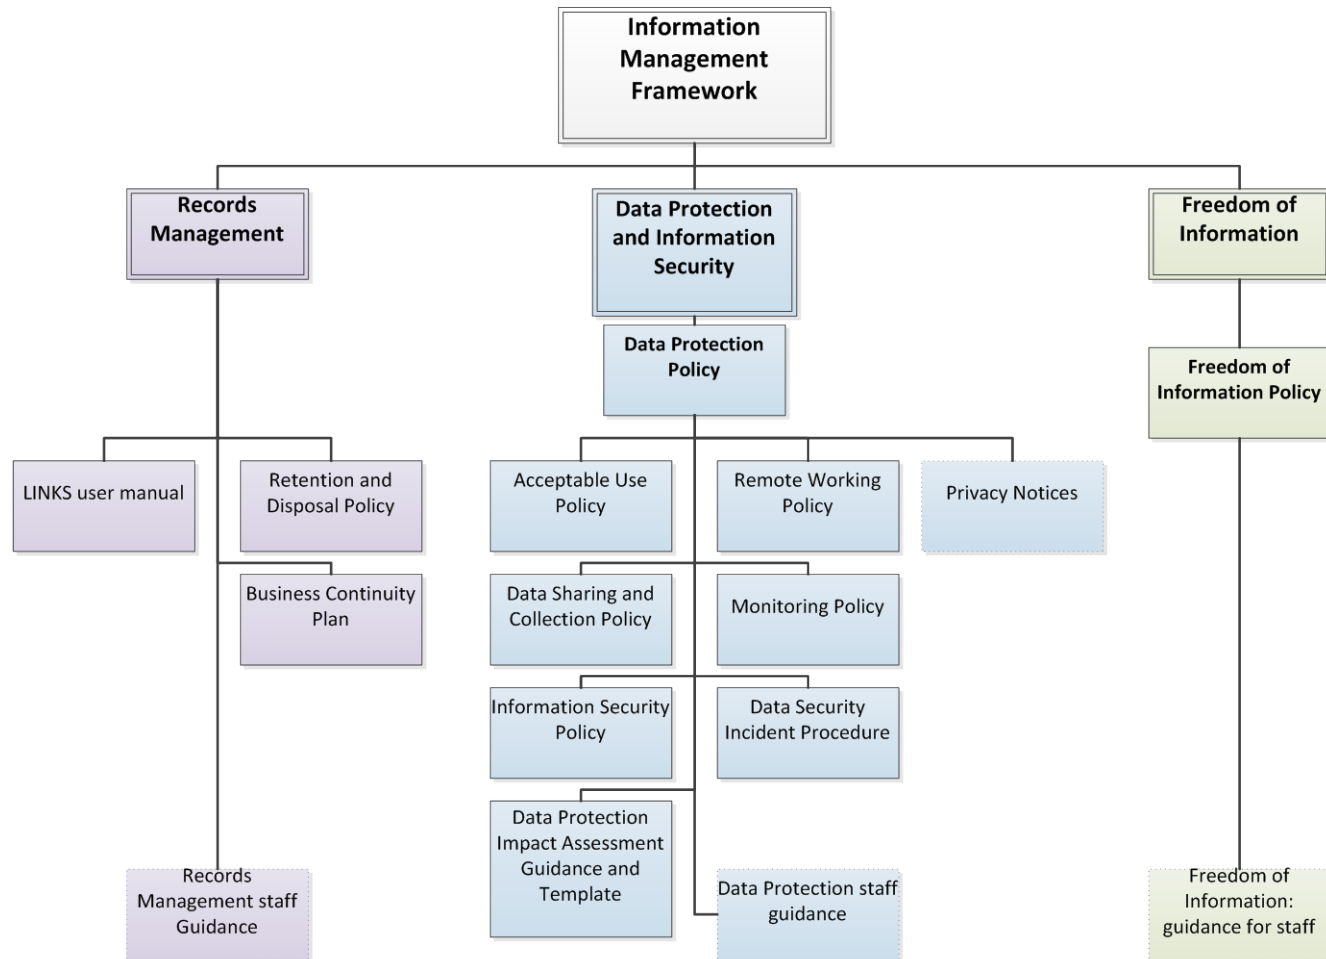 Information
Management
Framework
Records
Management
Data Protection
and Information
Security
Freedom of
Information
Data Protection
Policy
Freedom of
Information Policy
LINKS user manual
Retention and
Disposal Policy
Acceptable Use
Policy
Remote Working
Policy
Privacy Notices
Business Continuity
Plan
Data Sharing and
Collection Policy
Monitoring Policy
Information Security
Policy
Data Security
Incident Procedure
Data Protection
Impact Assessment
Guidance and
Template
Records
Management staff
Guidance
Data Protection staff
guidance
Freedom of
Information:
guidance for staff